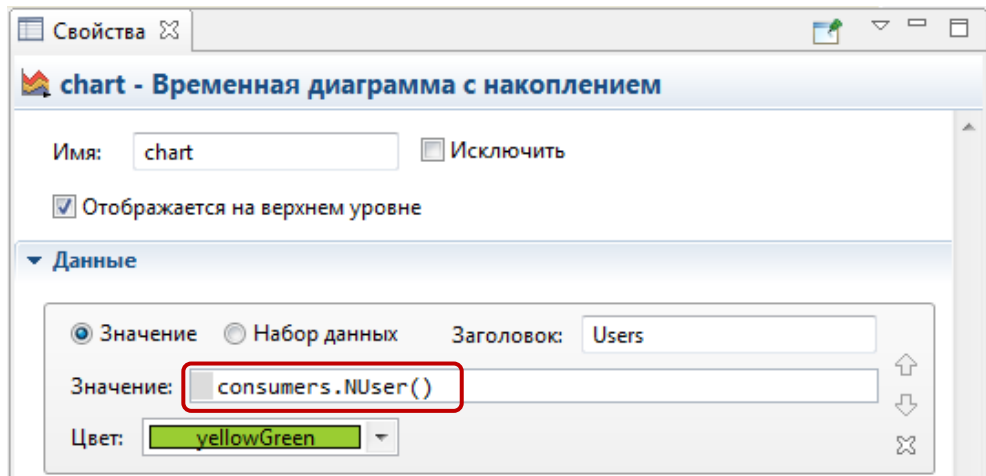 Свойства
chart - Временная диаграмма с накоплением
Имя: chart Исключить
Отображается на верхнем уровне
Данные
Значение Набор данных Заголовок: Users
Значение: consumers.NUser()
Цвет: yellowGreen